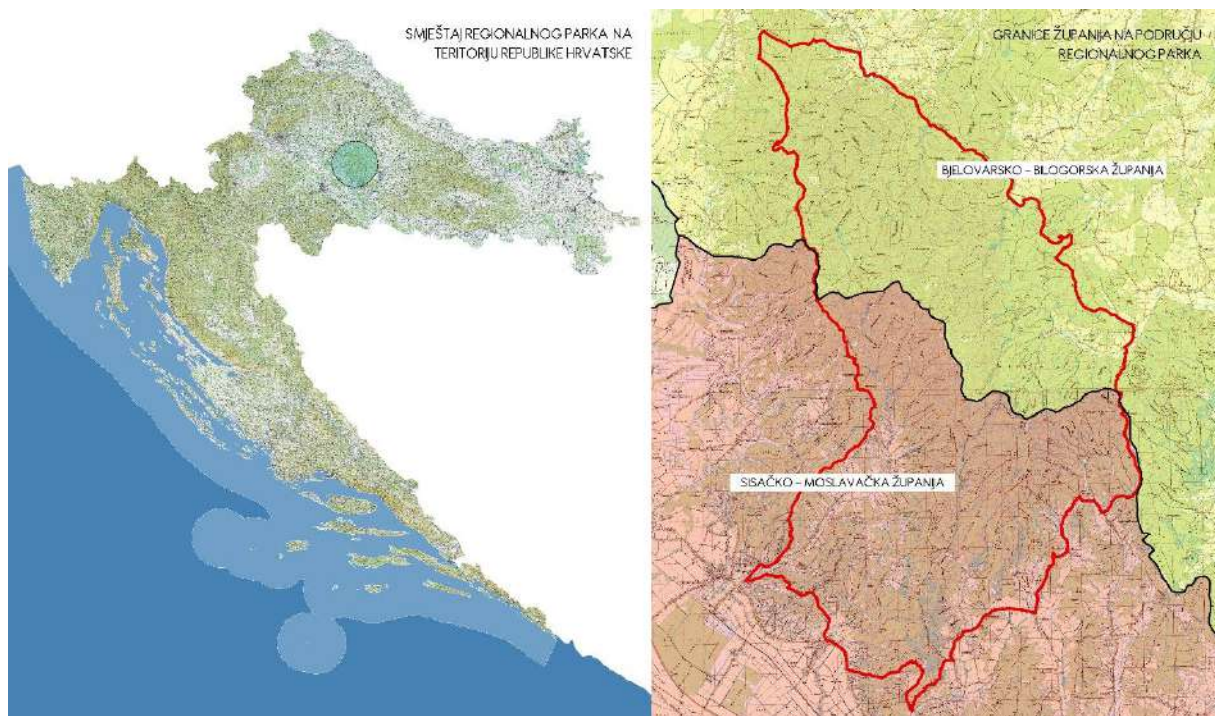 SMJEŠTAJ REGIONALNOG PARKA NA
TERITORIJU REPUBLIKE HRVATSKE
GRANICE ŽUPANIJA NA PODRUČJU
REGIONALNOG PARKA
BJELOVARSKO – BILOGORSKA ŽUPANIJA
SISAČKO – MOSLAVAČKA ŽUPANIJA